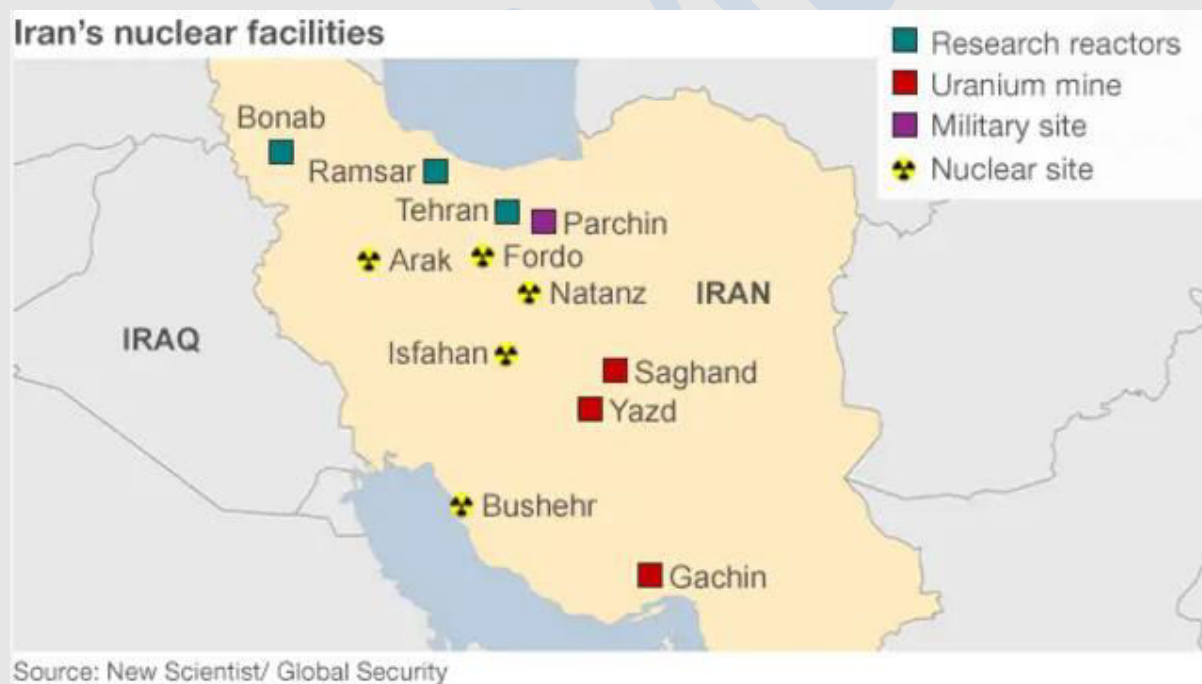 Iran's nuclear facilities
Research reactors
Uranium mine
Military site
Nuclear site
Bonab
Ramsar
Tehran
Parchin
Arak
Fordo
Natanz
IRAN
IRAQ
Isfahan
Saghand
Yazd
Bushehr
Gachin
Source: New Scientist/ Global Security